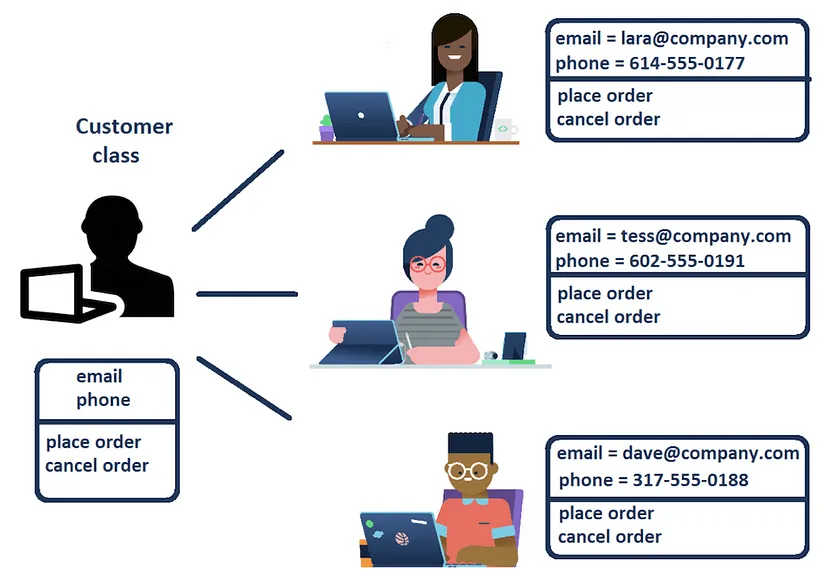 Customer
class
email
phone
place order
cancel order
email = lara@company.com
phone = 614-555-0177
place order
cancel order
email = tess@company.com
phone = 602-555-0191
place order
cancel order
email = dave@company.com
phone = 317-555-0188
place order
cancel order